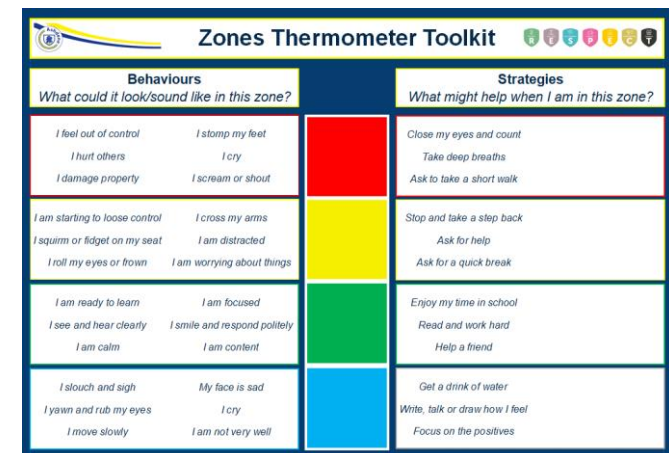 Zones Thermometer Toolkit
R E S P E C T
Behaviours
What could it look/sound like in this zone?
Strategies
What might help when I am in this zone?
I feel out of control
I stomp my feet
I hurt others
I cry
I damage property
I scream or shout
Close my eyes and count
Take deep breaths
Ask to take a short walk
I am starting to loose control
I cross my arms
I squirm or fidget on my seat
I am distracted
I roll my eyes or frown
I am worrying about things
Stop and take a step back
Ask for help
Ask for a quick break
I am ready to learn
I am focused
I see and hear clearly
I smile and respond politely
I am calm
I am content
Enjoy my time in school
Read and work hard
Help a friend
I slouch and sigh
My face is sad
I yawn and rub my eyes
I cry
I move slowly
I am not very well
Get a drink of water
Write, talk or draw how I feel
Focus on the positives